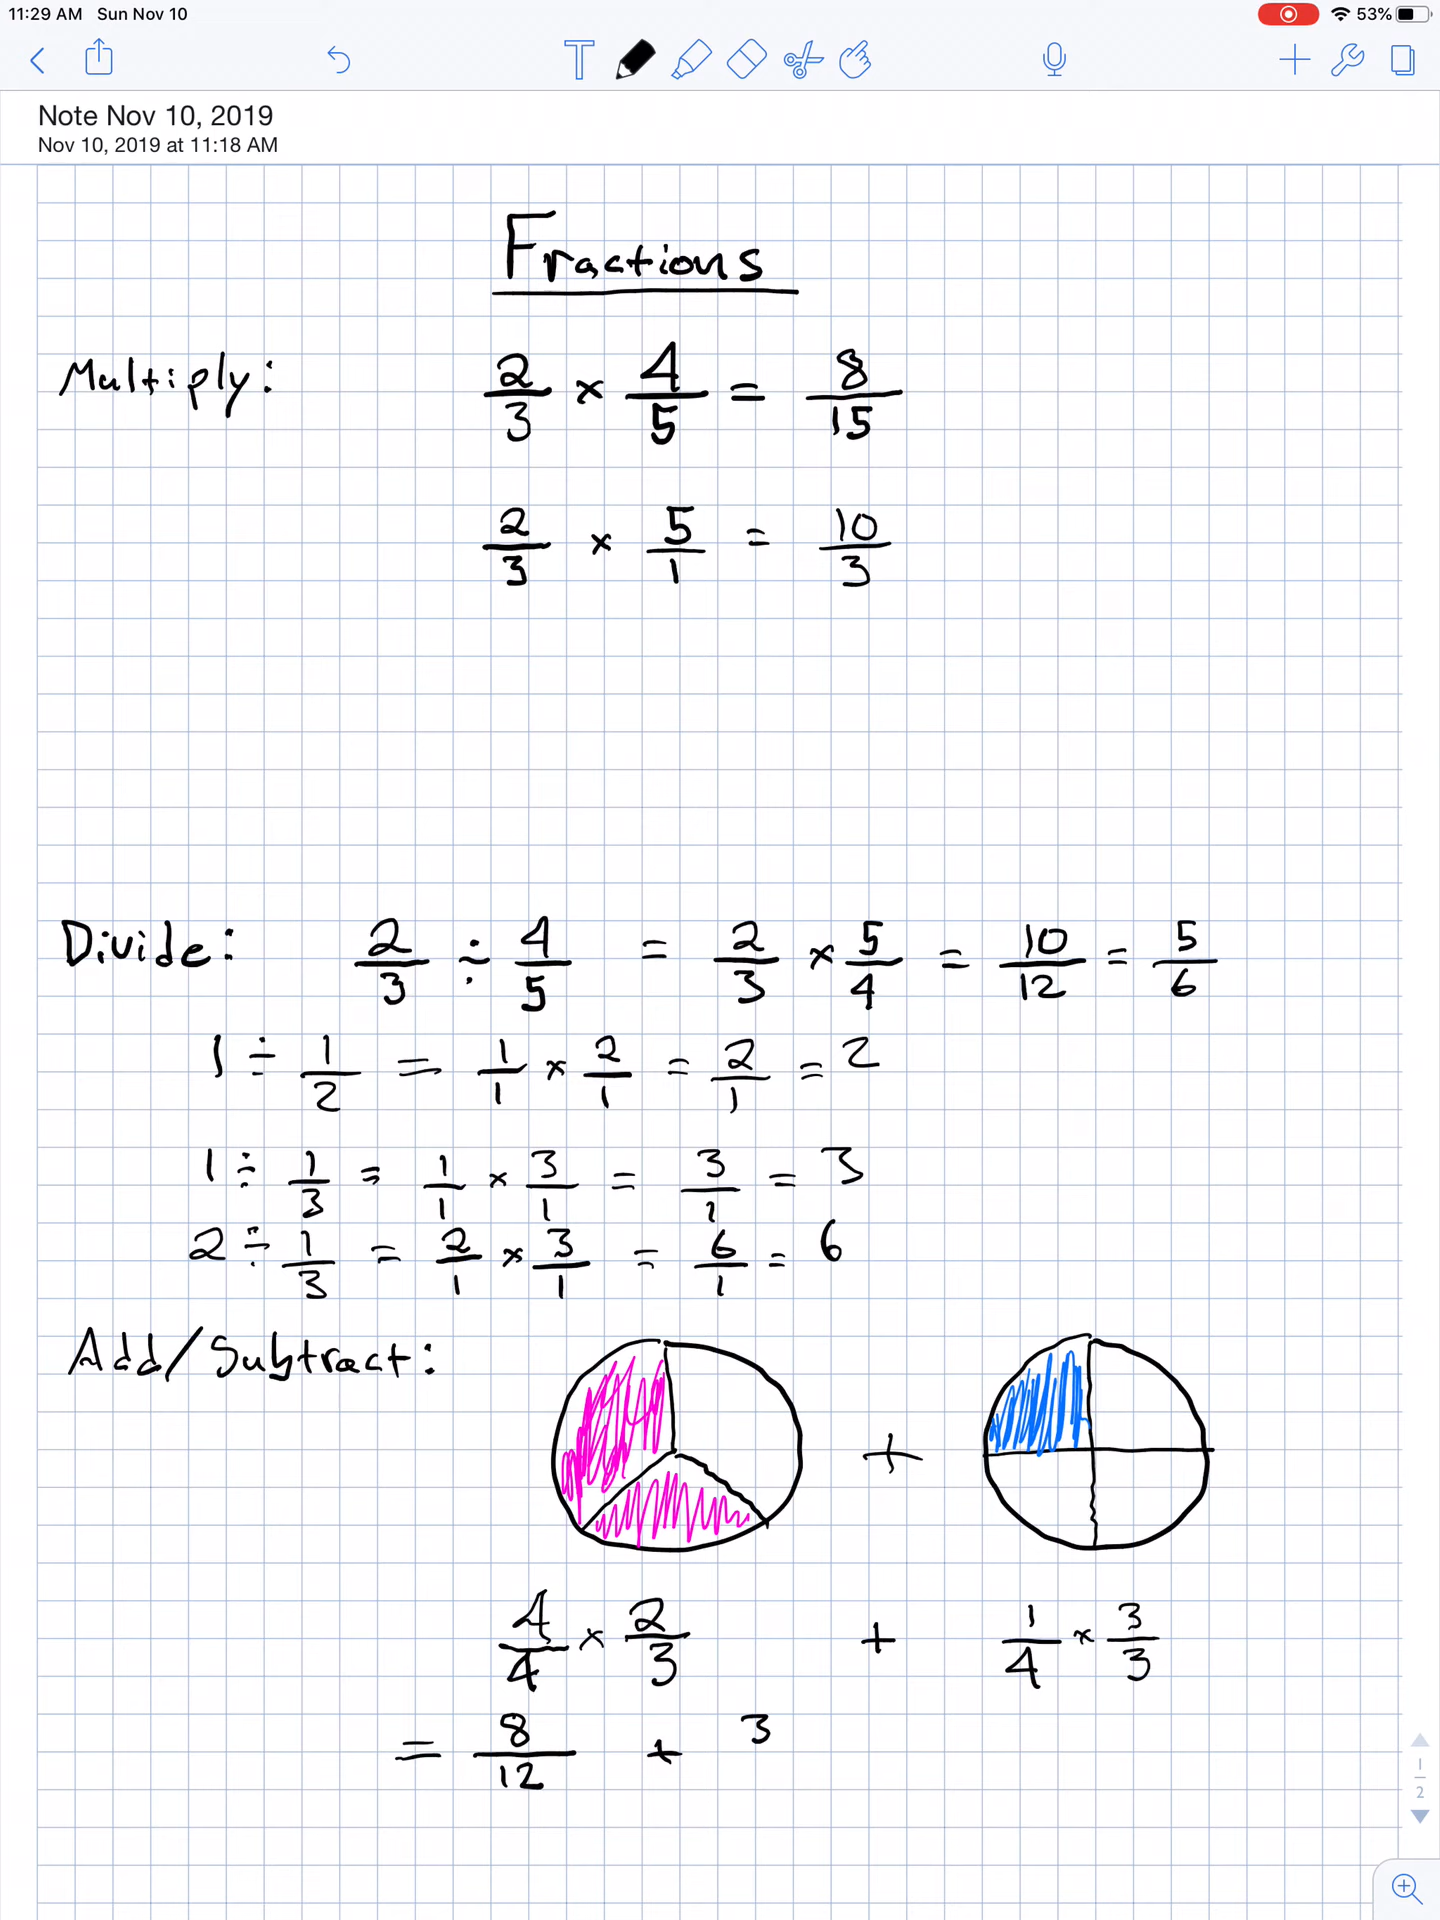 11:29 AM Sun Nov 10 53%
T
Note Nov 10, 2019
Nov 10, 2019 at 11:18 AM
Fractions
Multiply: 2/3 × 4/5 = 8/15
2/3 × 5/1 = 10/3
Divide: 2/3 ÷ 4/5 = 2/3 × 5/4 = 10/12 = 5/6
1 ÷ 1/2 = 1/1 × 2/1 = 2/1 = 2
1 ÷ 1/3 = 1/1 × 3/1 = 3/1 = 3
2 ÷ 1/3 = 2/1 × 3/1 = 6/1 = 6
Add/Subtract: +
4/4 × 2/3 + 1/4 × 3/3
= 8/12 + 3
1/2